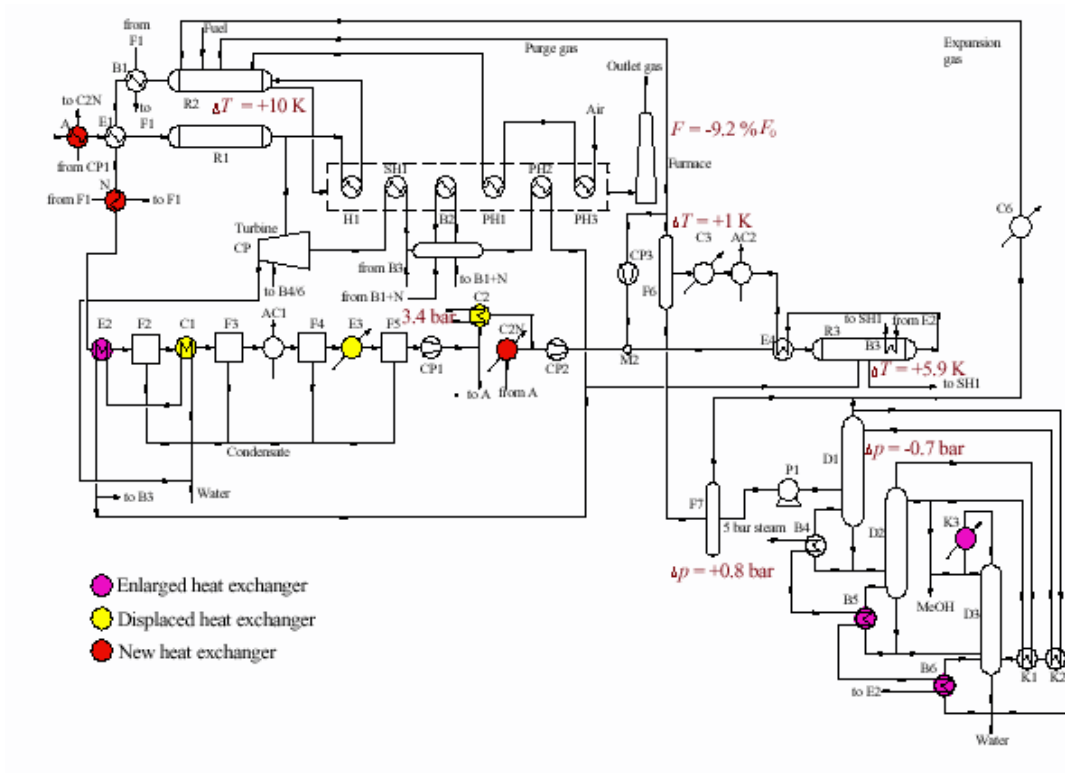 from
F1
Fuel
Purge gas
Expansion
gas
Outlet gas
C6
B1
to C2N
A
E1
to
F1
R2
ΔT = +10 K
Air
F = -9.2 % F₀
Furnace
from CP1
R1
N
from F1
to F1
SH1
PH2
H1
B2
PH1
PH3
ΔT = +1 K
Turbine
CP
from B3
to B1+N
from B1+N
to B4/6
C3
AC2
CP3
F6
E2
F2
C1
F3
AC1
F4
E3
F5
3.4 bar
C2
C2N
CP1
CP2
to A
from A
M2
E4
to SH1
from E2
R3
B3
ΔT = +5.9 K
to SH1
Condensate
Water
to B3
D1
Δp = -0.7 bar
P1
F7
5 bar steam
B4
D2
K3
Δp = +0.8 bar
B5
MeOH
D3
B6
K1
K2
to E2
Water
Enlarged heat exchanger
Displaced heat exchanger
New heat exchanger